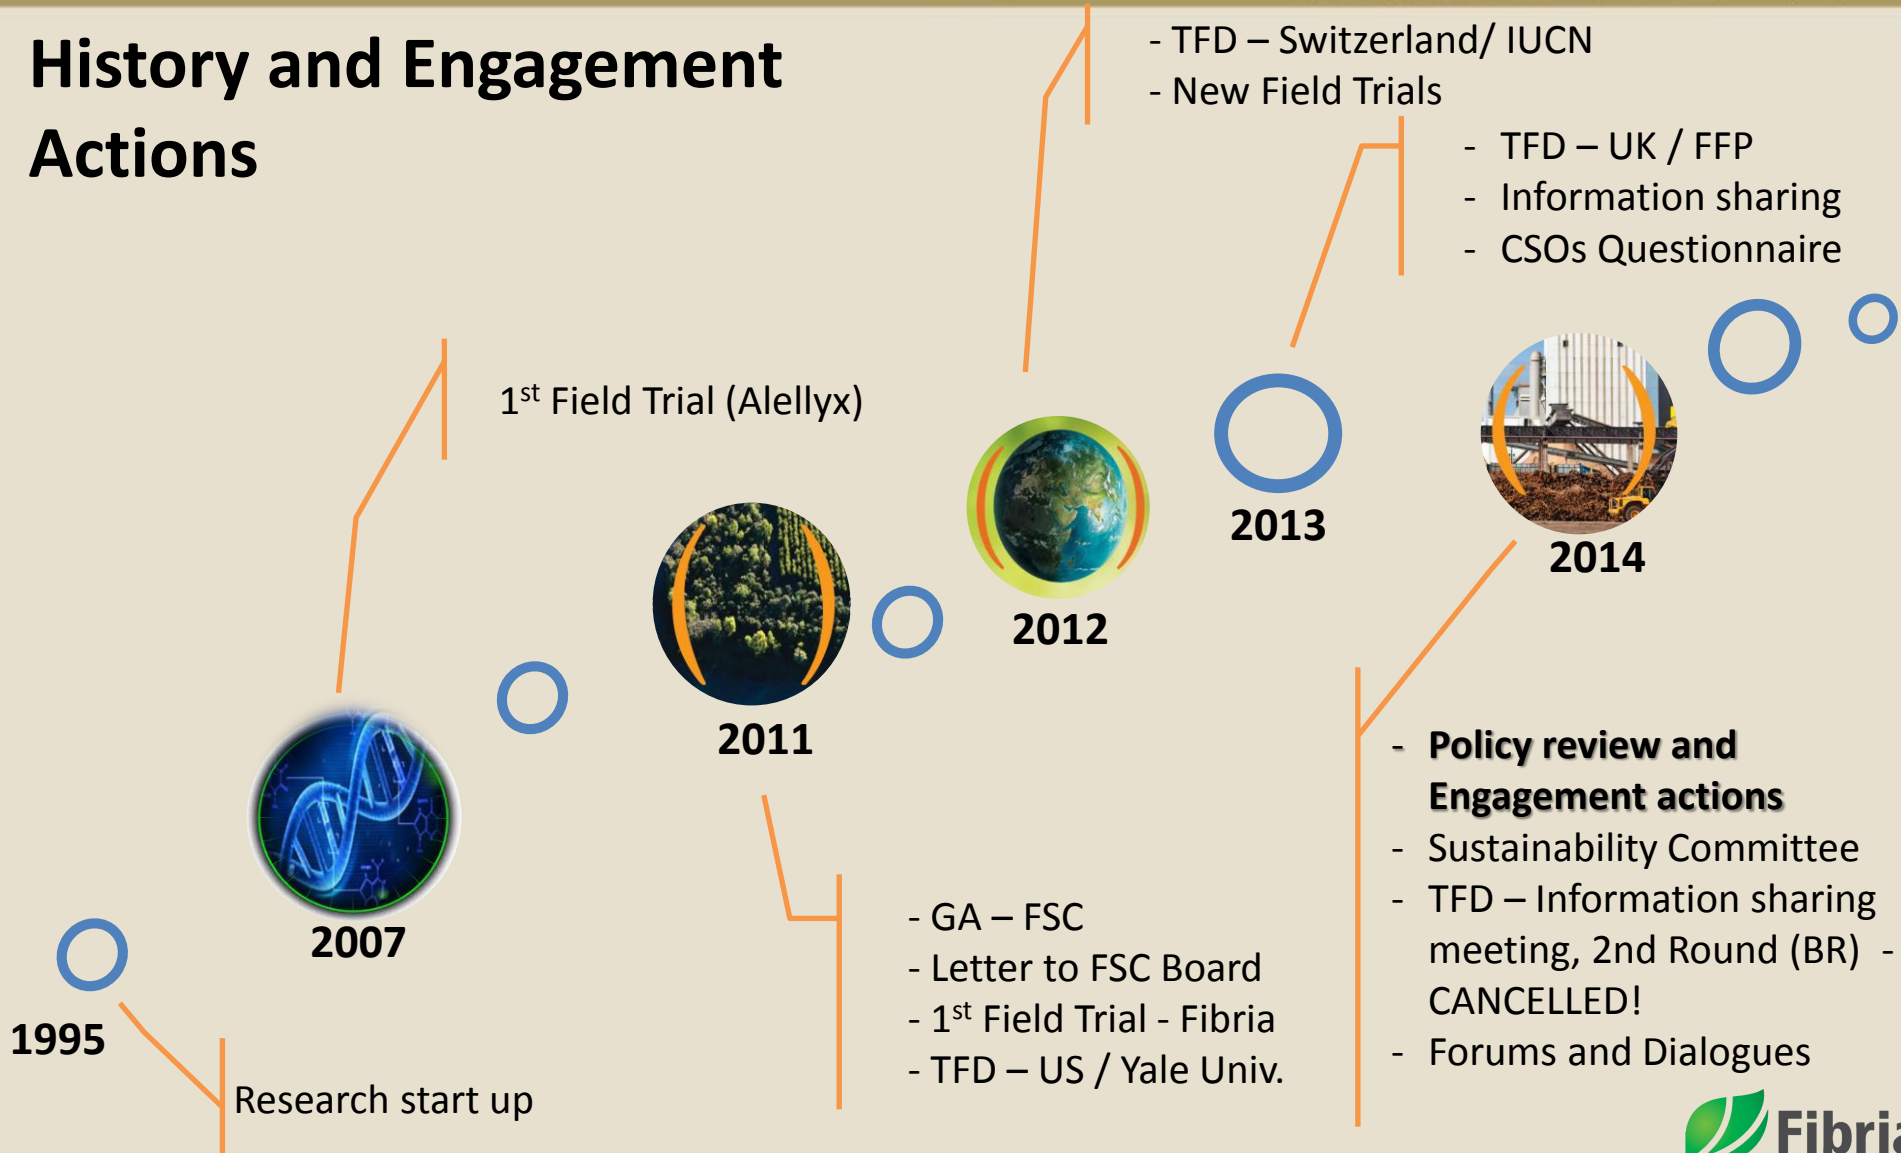 History and Engagement
Actions
- TFD – Switzerland/ IUCN
- New Field Trials
- TFD – UK / FFP
- Information sharing
- CSOs Questionnaire
1st Field Trial (Alellyx)
2013
2014
2012
2011
2007
1995
Research start up
- GA – FSC
- Letter to FSC Board
- 1st Field Trial - Fibria
- TFD – US / Yale Univ.
- Policy review and
Engagement actions
- Sustainability Committee
- TFD – Information sharing
meeting, 2nd Round (BR) -
CANCELLED!
- Forums and Dialogues
Fibria